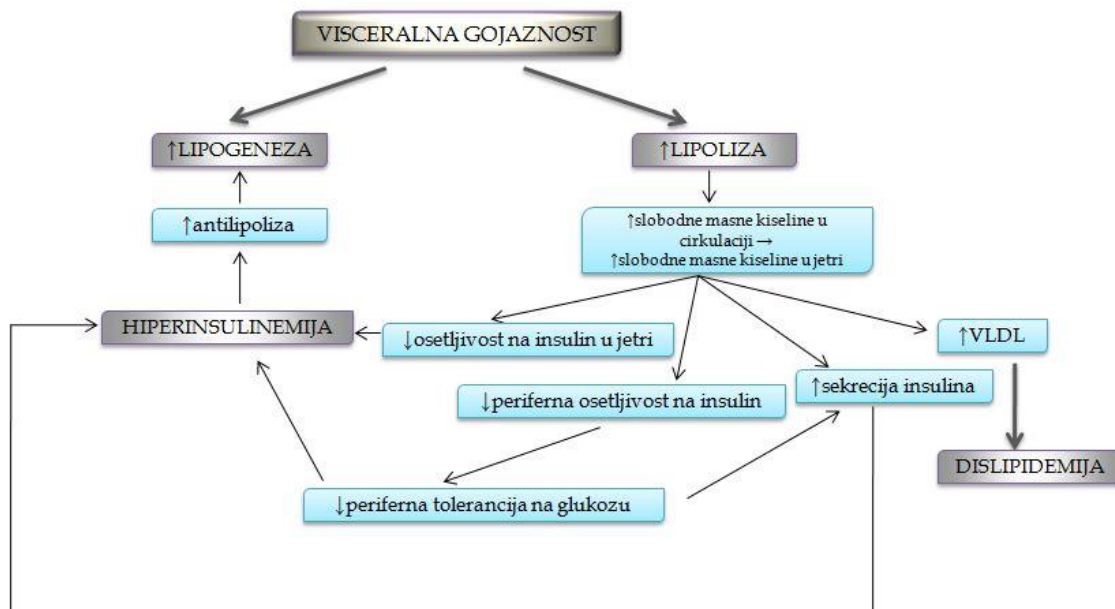 VISCERALNA GOJAZNOST
↑LIPOGENEZA
↑LIPOLIZA
↑antilipoliza
↑slobodne masne kiseline u
cirkulaciji →
↑slobodne masne kiseline u jetri
HIPERINSULINEMIJA
↓osetljivost na insulin u jetri
↑VLDL
↓periferna osetljivost na insulin
↑sekrecija insulina
DISLIPIDEMIJA
↓periferna tolerancija na glukozu